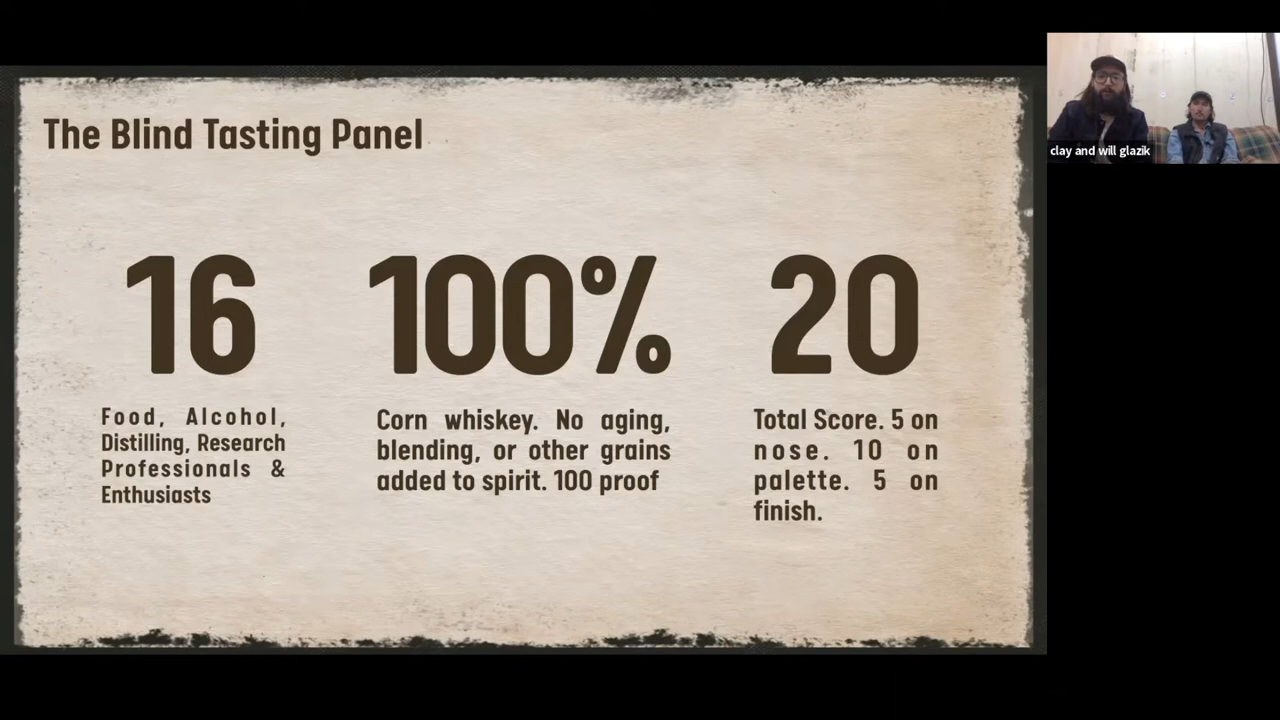 The Blind Tasting Panel
16
Food, Alcohol,
Distilling, Research
Professionals &
Enthusiasts
100%
Corn whiskey. No aging,
blending, or other grains
added to spirit. 100 proof
20
Total Score. 5 on
nose. 10 on
palette. 5 on
finish.
clay and will glazik